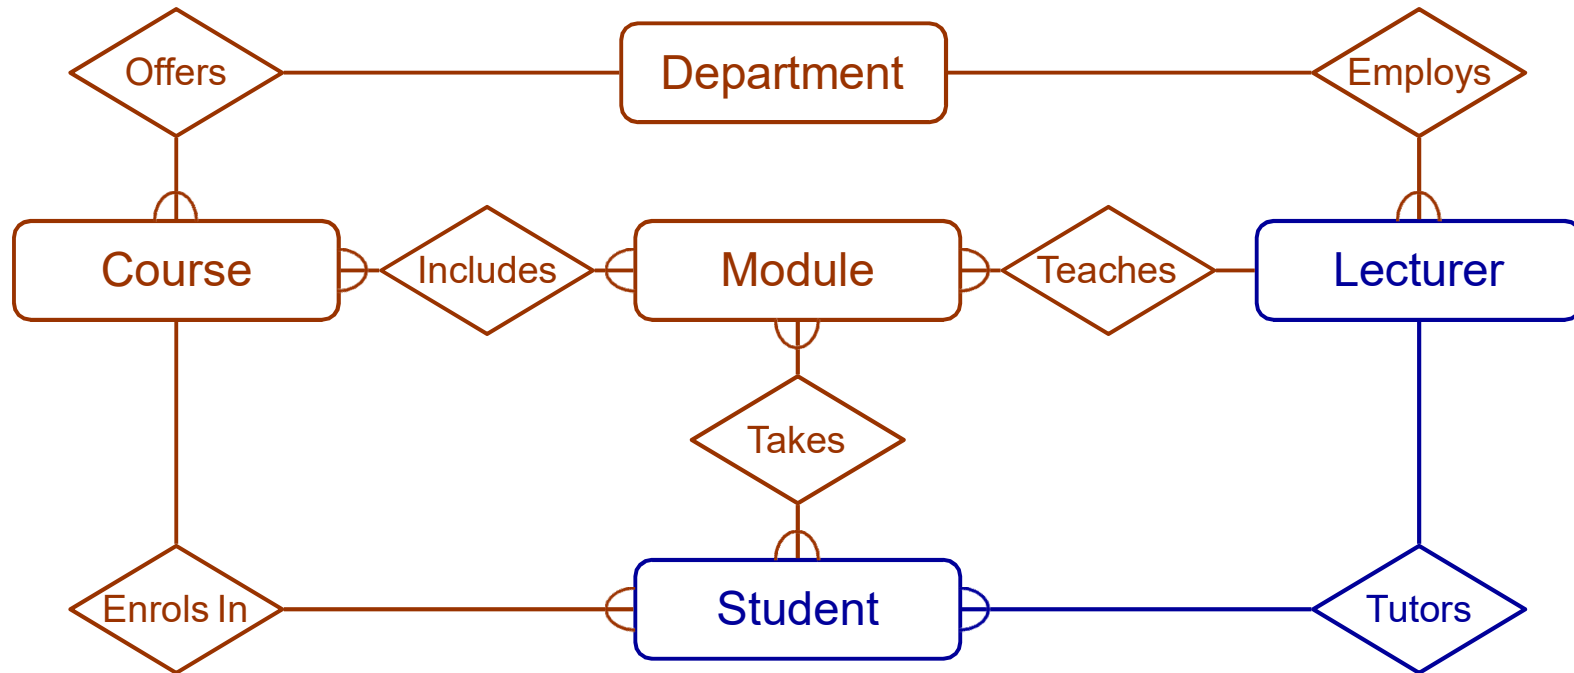 Offers
Department
Employs
Course
Includes
Module
Teaches
Lecturer
Takes
Enrols In
Student
Tutors